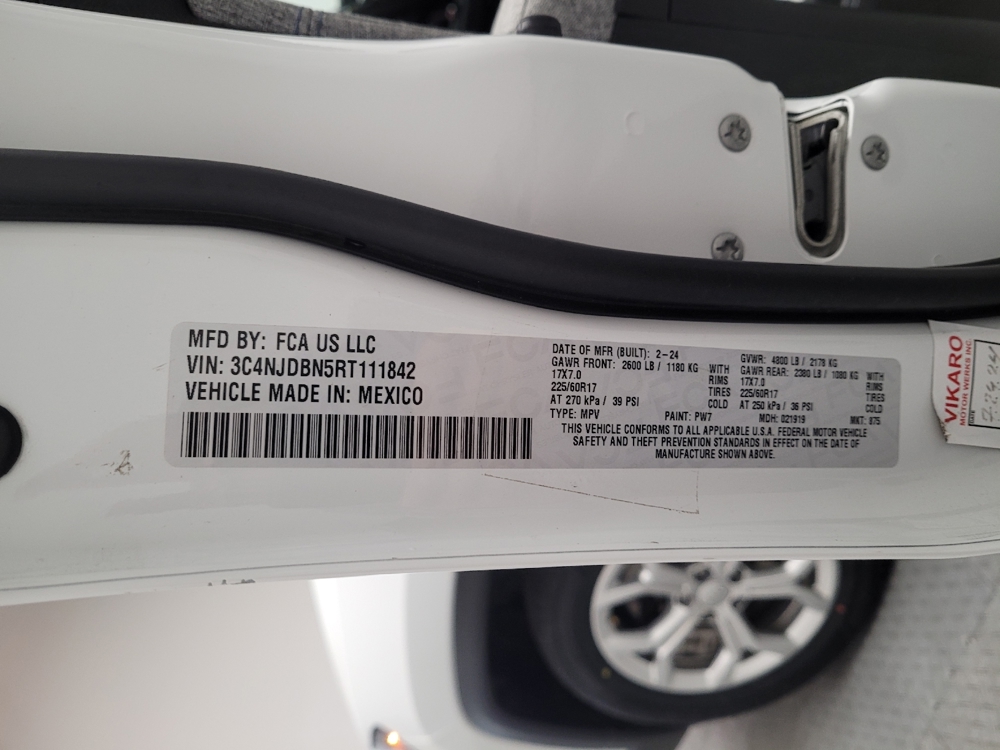 MFD BY: FCA US LLC
VIN: 3C4NJDBN5RT111842
VEHICLE MADE IN: MEXICO
DATE OF MFR (BUILT): 2-24
GVWR: 4800 LB / 2178 KG
GAWR FRONT: 2600 LB / 1180 KG WITH
GAWR REAR: 2380 LB / 1080 KG WITH
17X7.0 RIMS
17X7.0 RIMS
225/60R17 TIRES
225/60R17 TIRES
AT 270 kPa / 39 PSI COLD
AT 250 kPa / 36 PSI COLD
TYPE: MPV PAINT: PW7 MDH: 021919 MKT: 875
THIS VEHICLE CONFORMS TO ALL APPLICABLE U.S.A. FEDERAL MOTOR VEHICLE
SAFETY AND THEFT PREVENTION STANDARDS IN EFFECT ON THE DATE OF
MANUFACTURE SHOWN ABOVE.
VIKARO
MOTOR WERKS INC.